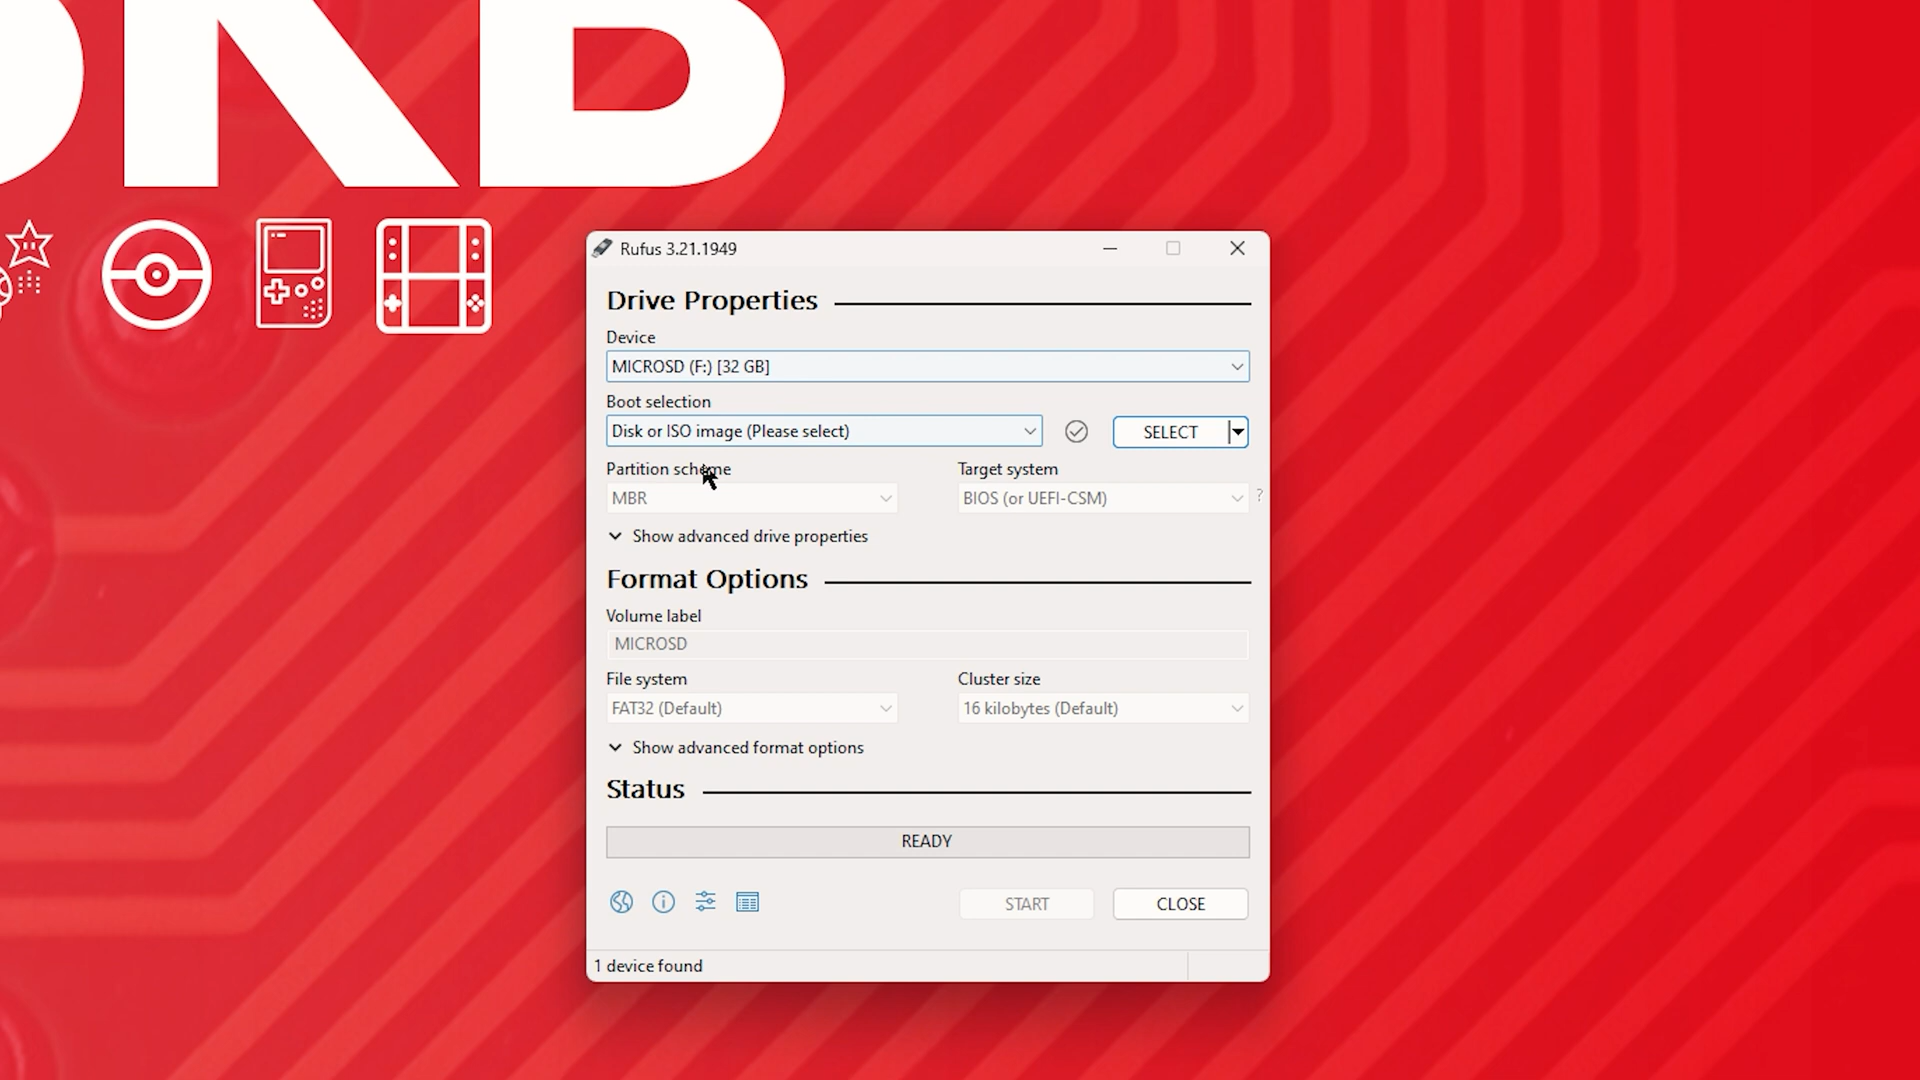 Rufus 3.21.1949
Drive Properties
Device
MICROSD (F:) [32 GB]
Boot selection
Disk or ISO image (Please select)
SELECT
Partition scheme
Target system
MBR
BIOS (or UEFI-CSM)
?
Show advanced drive properties
Format Options
Volume label
MICROSD
File system
Cluster size
FAT32 (Default)
16 kilobytes (Default)
Show advanced format options
Status
READY
START
CLOSE
1 device found